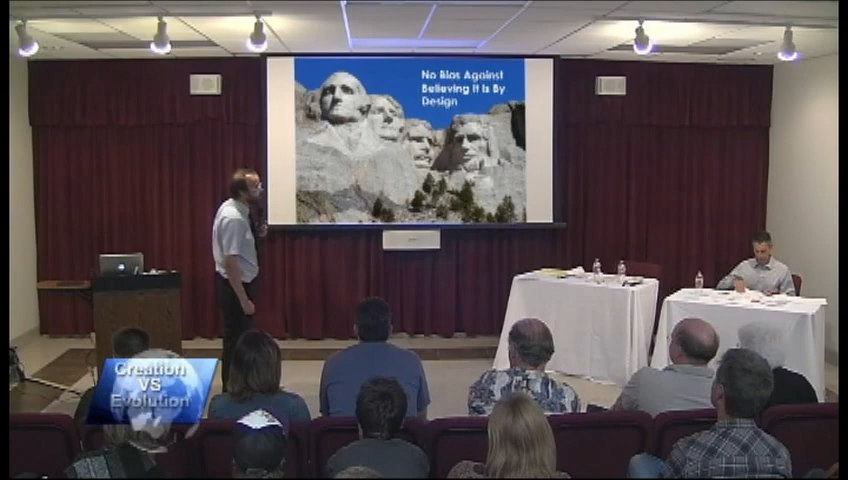 No Bias Against
Believing It Is By
Design
Creation
VS
Evolution